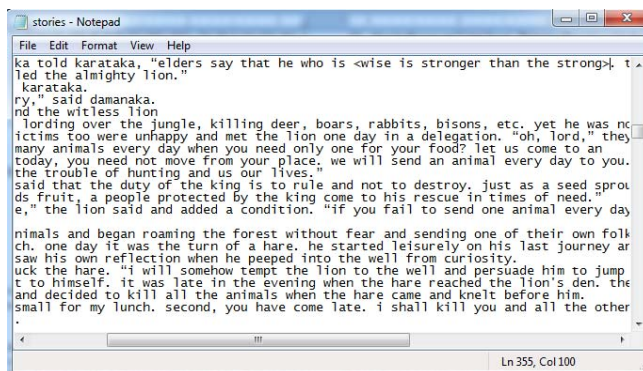 stories - Notepad
File Edit Format View Help
ka told karataka, “elders say that he who is <wise is stronger than the strong>. t
led the almighty lion.”
karataka.
ry,” said damanaka.
nd the witless lion
lording over the jungle, killing deer, boars, rabbits, bisons, etc. yet he was no
ictims too were unhappy and met the lion one day in a delegation. “oh, lord,” they
many animals every day when you need only one for your food? let us come to an
today, you need not move from your place. we will send an animal every day to you.
the trouble of hunting and us our lives.”
said that the duty of the king is to rule and not to destroy. just as a seed sprou
ds fruit, a people protected by the king come to his rescue in times of need.”
e,” the lion said and added a condition. “if you fail to send one animal every day
nimals and began roaming the forest without fear and sending one of their own folk
ch. one day it was the turn of a hare. he started leisurely on his last journey an
saw his own reflection when he peeped into the well from curiosity.
uck the hare. “i will somehow tempt the lion to the well and persuade him to jump
t to himself. it was late in the evening when the hare reached the lion's den. the
and decided to kill all the animals when the hare came and knelt before him.
small for my lunch. second, you have come late. i shall kill you and all the other
.
Ln 355, Col 100